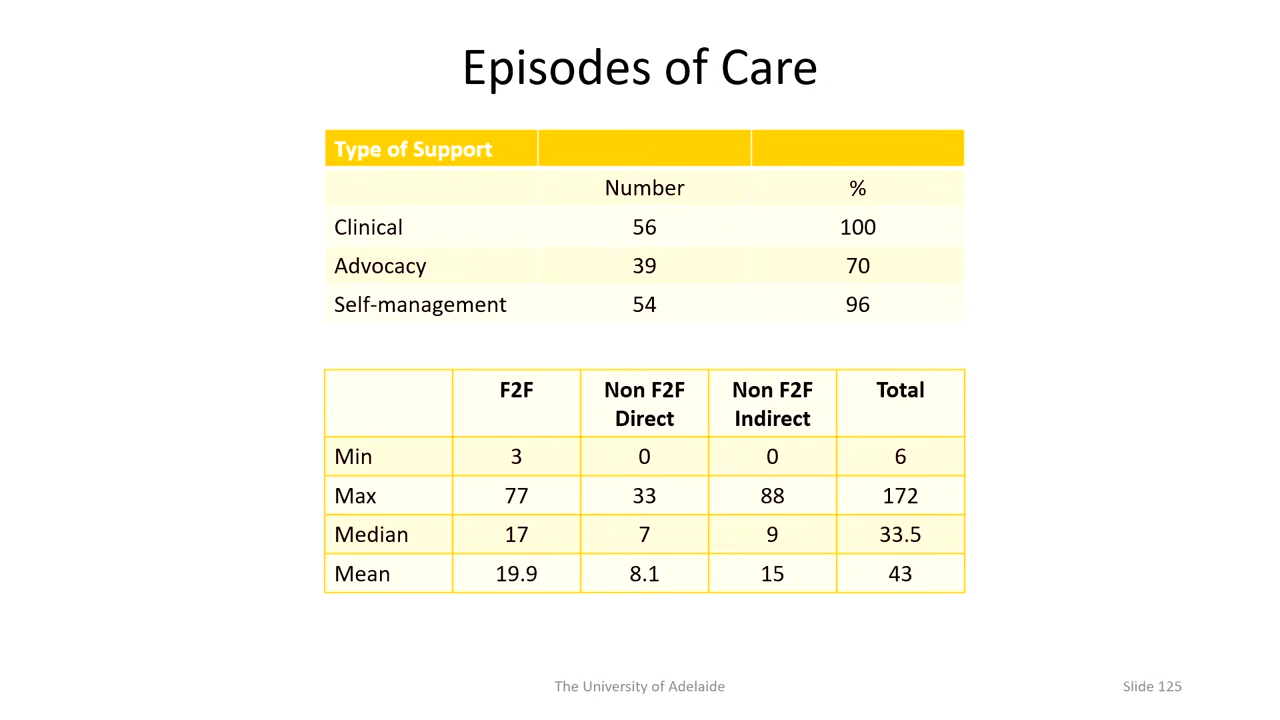 Episodes of Care
Type of Support
Number %
Clinical 56 100
Advocacy 39 70
Self-management 54 96
F2F Non F2F Direct Non F2F Indirect Total
Min 3 0 0 6
Max 77 33 88 172
Median 17 7 9 33.5
Mean 19.9 8.1 15 43
The University of Adelaide Slide 125